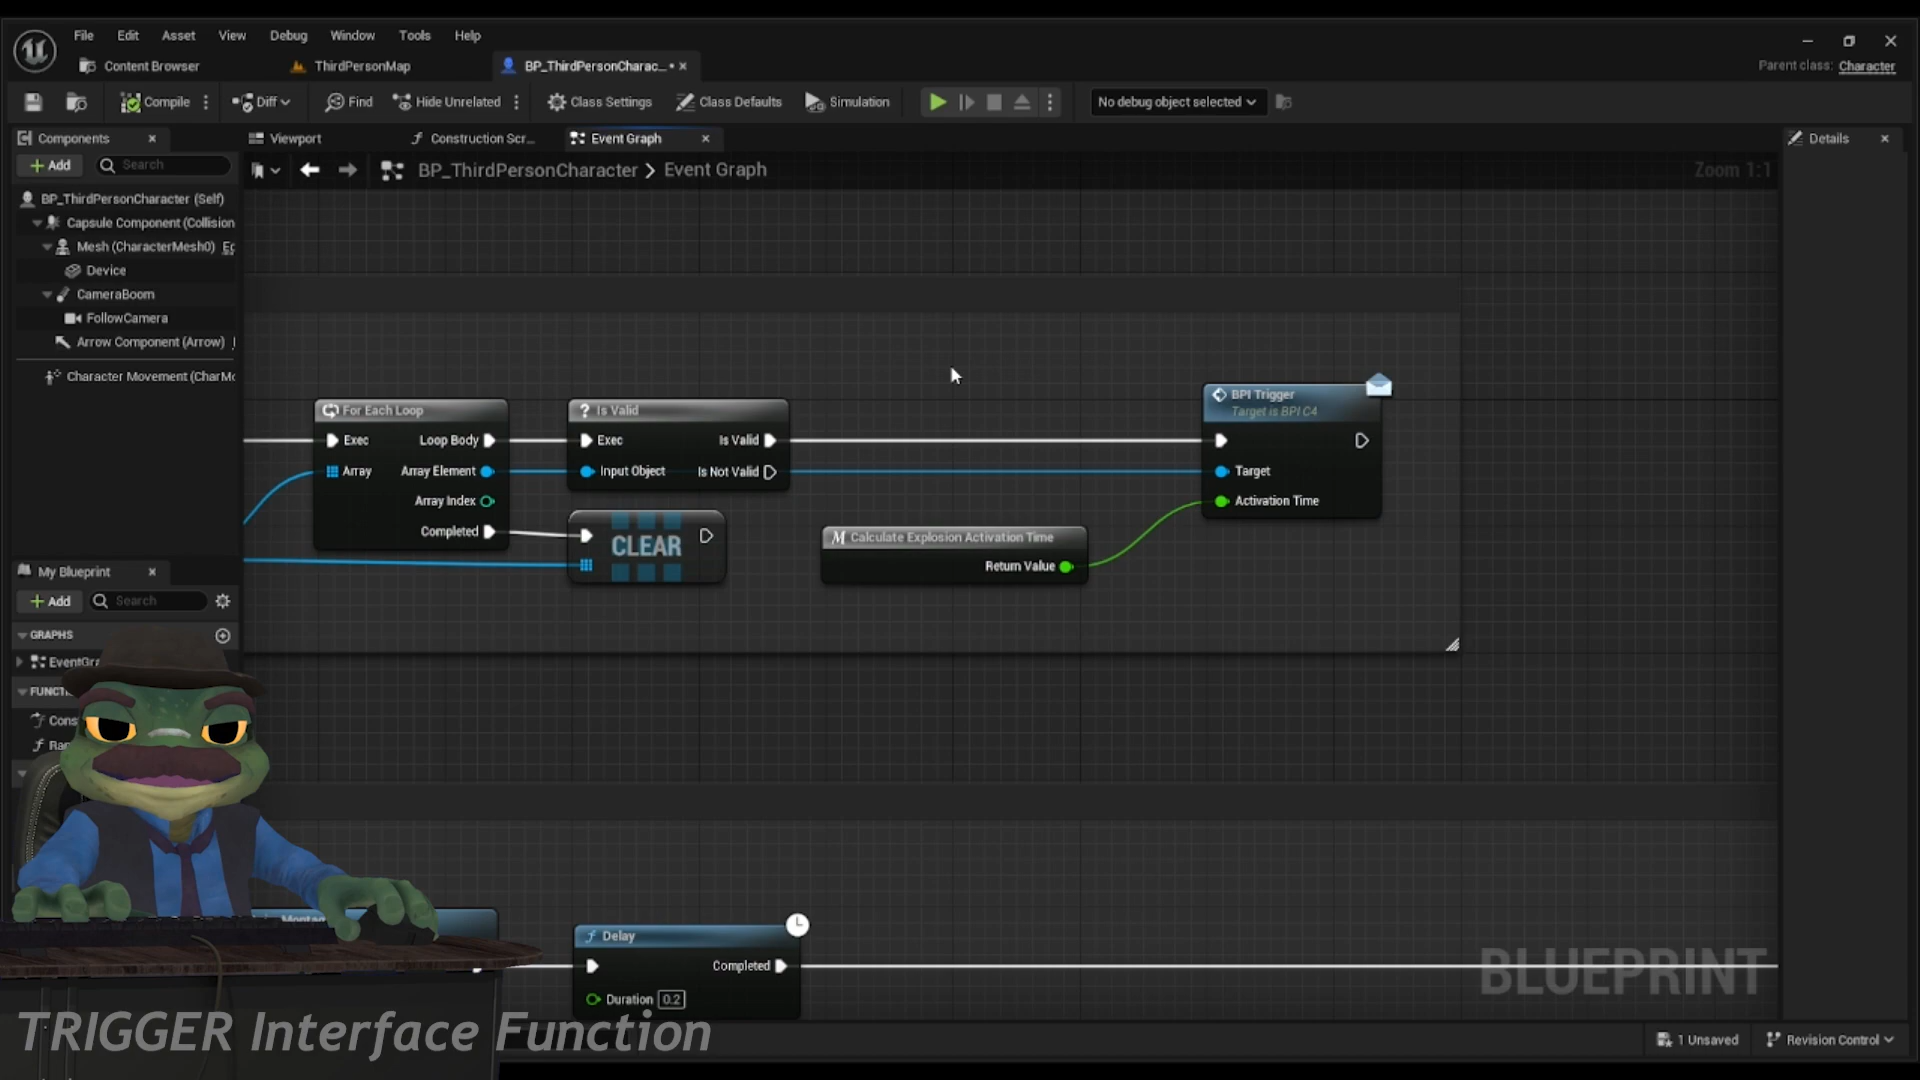 File Edit Asset View Debug Window Tools Help
Content Browser ThirdPersonMap BP_ThirdPersonCharac... • Parent class: Character
Compile Diff Find Hide Unrelated Class Settings Class Defaults Simulation No debug object selected
Components Viewport Construction Scr... Event Graph Details
Add Search BP_ThirdPersonCharacter > Event Graph Zoom 1:1
BP_ThirdPersonCharacter (Self)
Capsule Component (Collision
Mesh (CharacterMesh0)
Device
CameraBoom
FollowCamera
Arrow Component (Arrow)
Character Movement (CharMo
For Each Loop
Exec Loop Body
Array Array Element
Array Index
Completed
Is Valid
Exec Is Valid
Input Object Is Not Valid
CLEAR
Calculate Explosion Activation Time
Return Value
BPI Trigger
Target is BPI C4
Target
Activation Time
My Blueprint
Add Search
GRAPHS
EventGra
FUNCTI
Cons
Delay
Completed
Duration 0.2
BLUEPRINT
TRIGGER Interface Function
1 Unsaved Revision Control